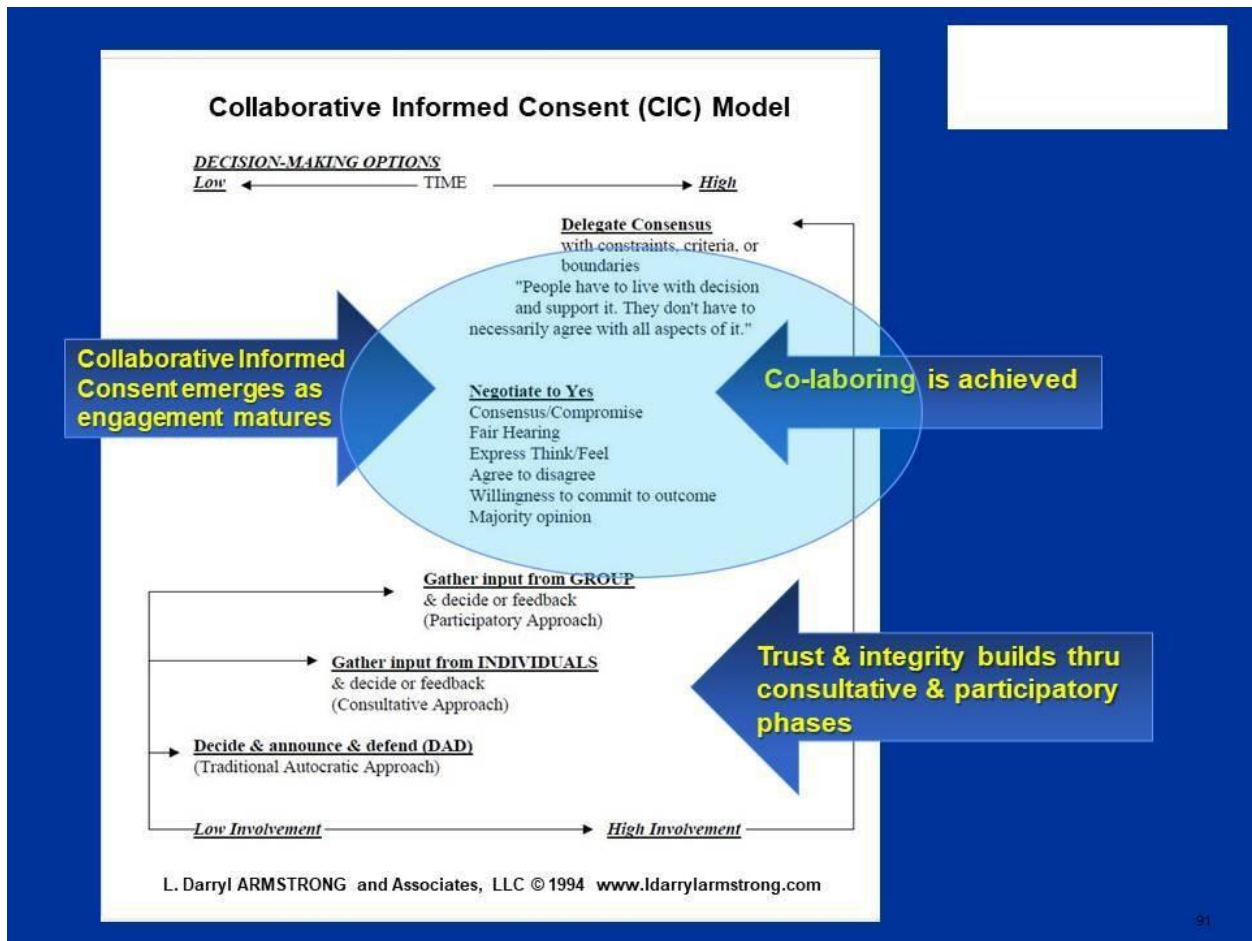 Collaborative Informed Consent (CIC) Model
DECISION-MAKING OPTIONS
Low TIME High
Delegate Consensus
with constraints, criteria, or
boundaries
"People have to live with decision
and support it. They don't have to
necessarily agree with all aspects of it."
Collaborative Informed
Consent emerges as
engagement matures
Co-laboring is achieved
Negotiate to Yes
Consensus/Compromise
Fair Hearing
Express Think/Feel
Agree to disagree
Willingness to commit to outcome
Majority opinion
Gather input from GROUP
& decide or feedback
(Participatory Approach)
Gather input from INDIVIDUALS
& decide or feedback
(Consultative Approach)
Trust & integrity builds thru
consultative & participatory
phases
Decide & announce & defend (DAD)
(Traditional Autocratic Approach)
Low Involvement High Involvement
L. Darryl ARMSTRONG and Associates, LLC © 1994 www.ldarrylarmstrong.com
91